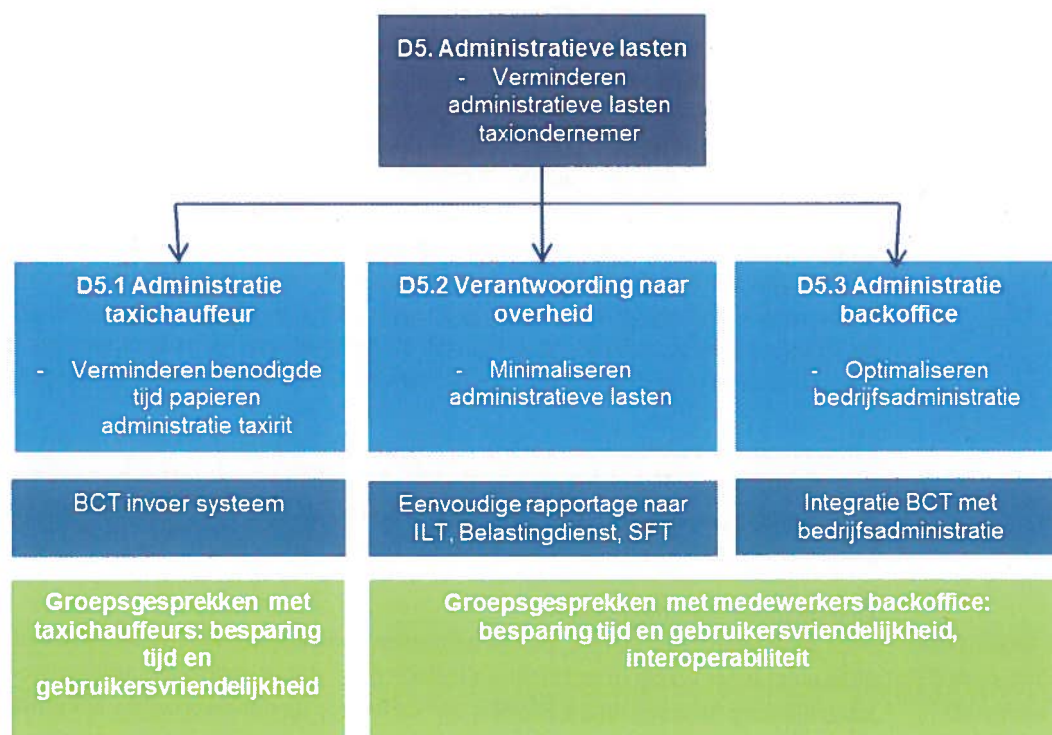 D5. Administratieve lasten
- Verminderen
administratieve lasten
taxiondernemer
D5.1 Administratie
taxichauffeur
- Verminderen benodigde
tijd papieren
administratie taxirit
D5.2 Verantwoording naar
overheid
- Minimaliseren
administratieve lasten
D5.3 Administratie
backoffice
- Optimaliseren
bedrijfsadministratie
BCT invoer systeem
Eenvoudige rapportage naar
ILT, Belastingdienst, SFT
Integratie BCT met
bedrijfsadministratie
Groepsgesprekken met
taxichauffeurs: besparing
tijd en
gebruikersvriendelijkheid
Groepsgesprekken met medewerkers backoffice:
besparing tijd en gebruikersvriendelijkheid,
interoperabiliteit